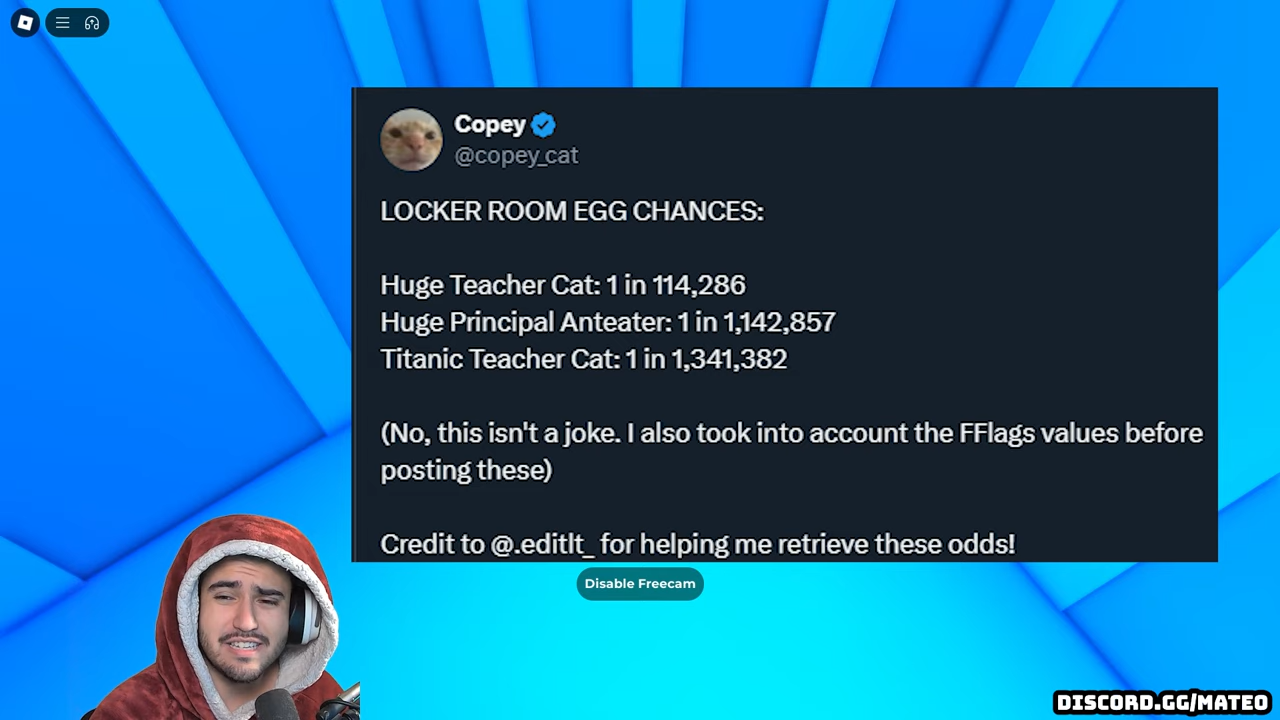 Copey
@copey_cat
LOCKER ROOM EGG CHANCES:
Huge Teacher Cat: 1 in 114,286
Huge Principal Anteater: 1 in 1,142,857
Titanic Teacher Cat: 1 in 1,341,382
(No, this isn't a joke. I also took into account the FFlags values before
posting these)
Credit to @.editlt_ for helping me retrieve these odds!
Disable Freecam
DISCORD.GG/MATEO